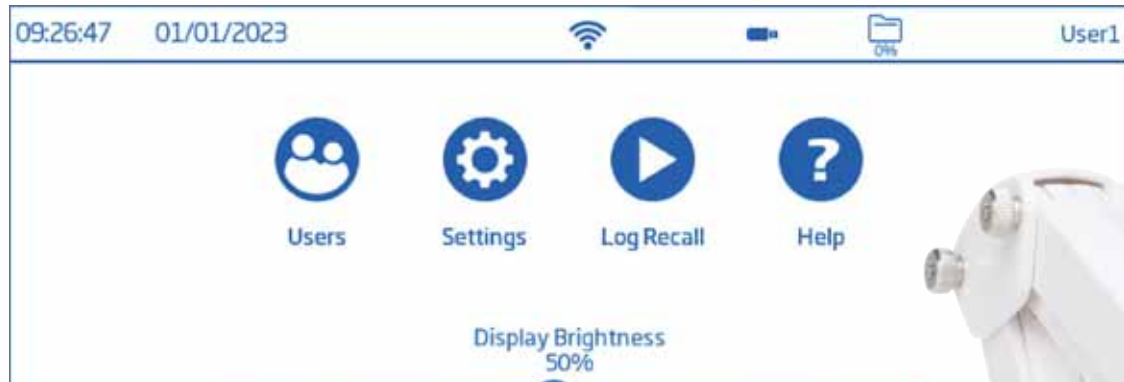 09:26:47 01/01/2023 0% User1
Users Settings Log Recall Help
Display Brightness
50%